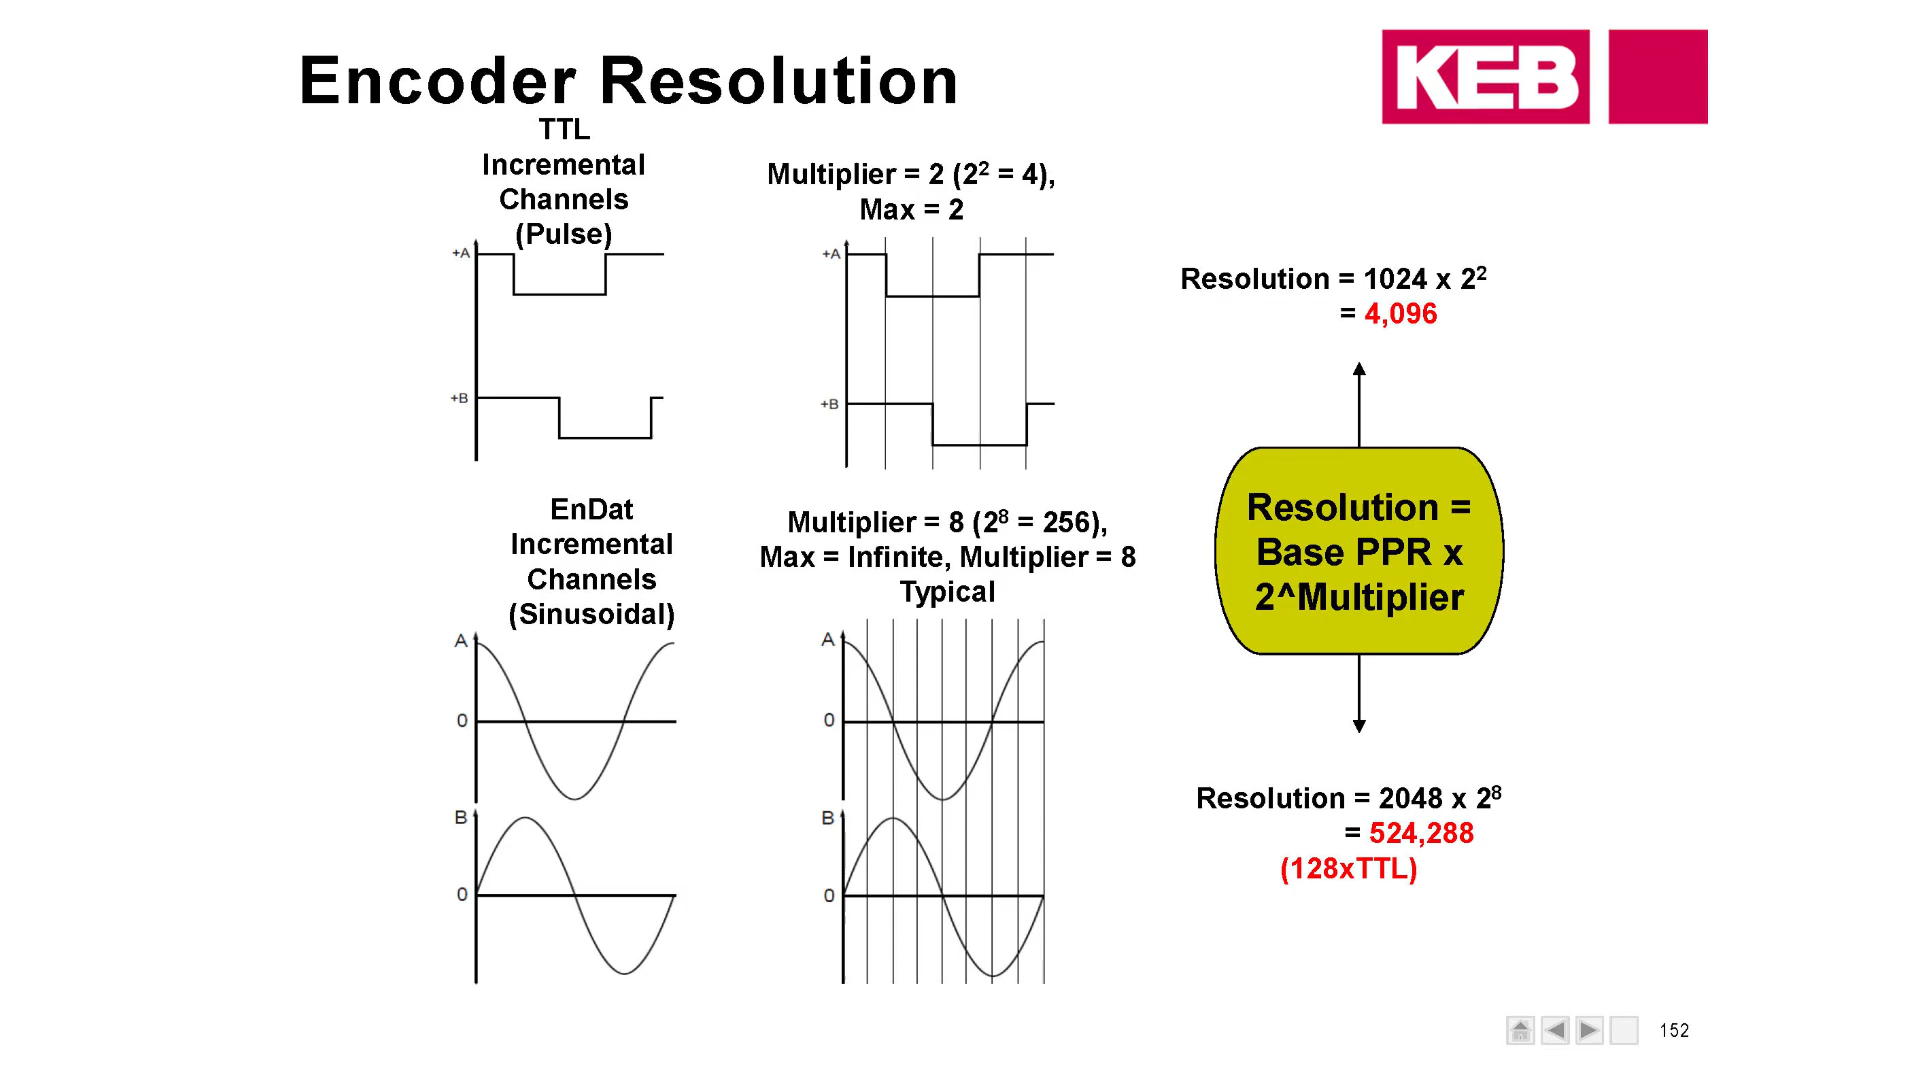 Encoder Resolution
KEB
TTL
Incremental
Channels
(Pulse)
Multiplier = 2 (2² = 4),
Max = 2
+A
+B
+A
+B
Resolution = 1024 x 2²
= 4,096
Resolution =
Base PPR x
2^Multiplier
EnDat
Incremental
Channels
(Sinusoidal)
Multiplier = 8 (2⁸ = 256),
Max = Infinite, Multiplier = 8
Typical
A
0
B
0
A
0
B
0
Resolution = 2048 x 2⁸
= 524,288
(128xTTL)
152